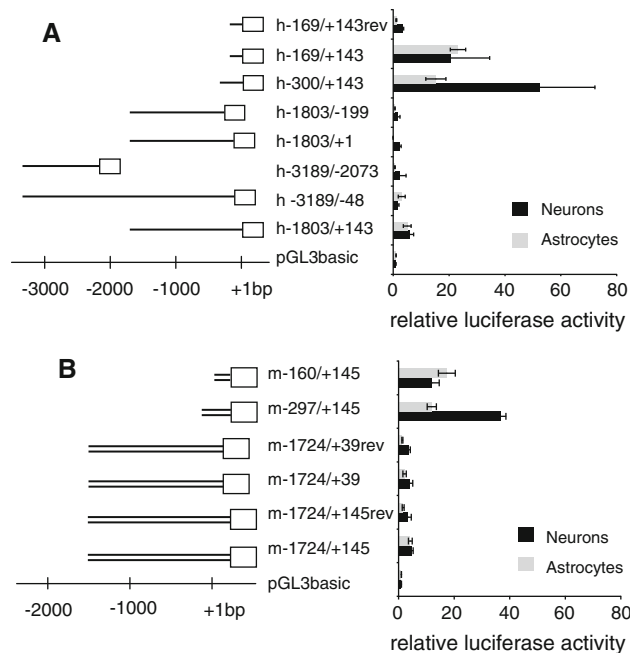 A
h-169/+143rev
h-169/+143
h-300/+143
h-1803/-199
h-1803/+1
h-3189/-2073
h -3189/-48
h-1803/+143
pGL3basic
-3000 -2000 -1000 +1bp
Neurons
Astrocytes
0 20 40 60 80
relative luciferase activity
B
m-160/+145
m-297/+145
m-1724/+39rev
m-1724/+39
m-1724/+145rev
m-1724/+145
pGL3basic
-2000 -1000 +1bp
Neurons
Astrocytes
0 20 40 60 80
relative luciferase activity